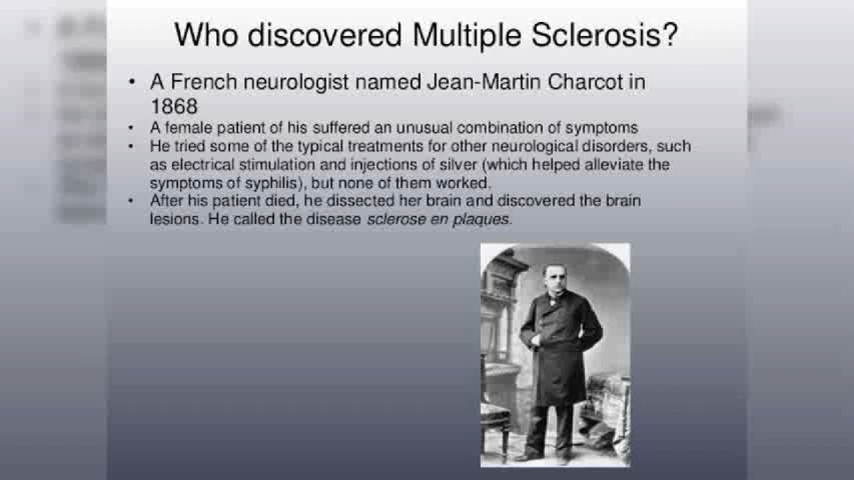 Who discovered Multiple Sclerosis?
• A French neurologist named Jean-Martin Charcot in
1868
• A female patient of his suffered an unusual combination of symptoms
• He tried some of the typical treatments for other neurological disorders, such
as electrical stimulation and injections of silver (which helped alleviate the
symptoms of syphilis), but none of them worked.
• After his patient died, he dissected her brain and discovered the brain
lesions. He called the disease sclerose en plaques.